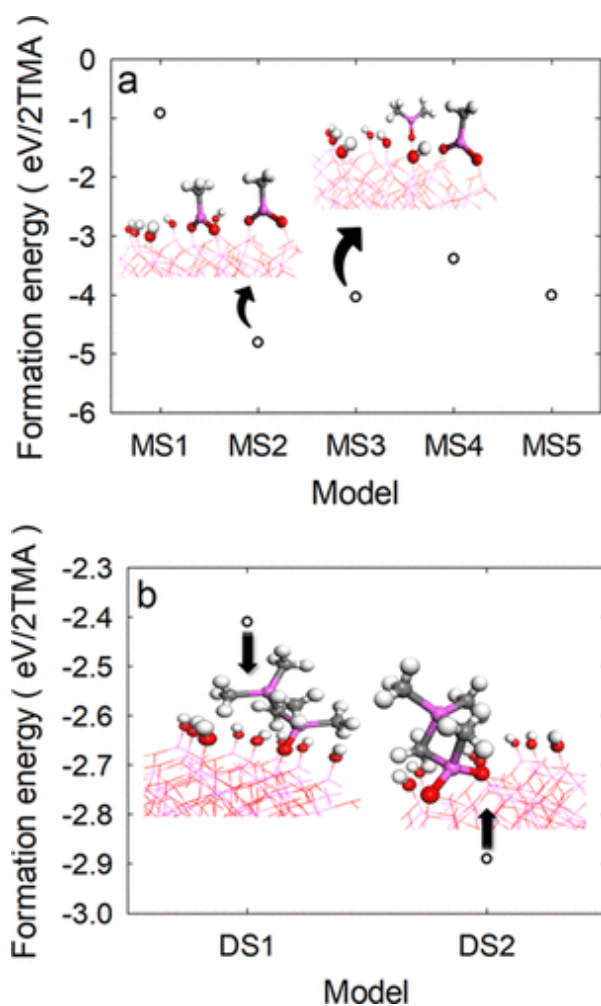 a
Formation energy ( eV/2TMA )
0
-1
-2
-3
-4
-5
-6
MS1 MS2 MS3 MS4 MS5
Model
b
Formation energy ( eV/2TMA )
-2.3
-2.4
-2.5
-2.6
-2.7
-2.8
-2.9
-3.0
DS1 DS2
Model